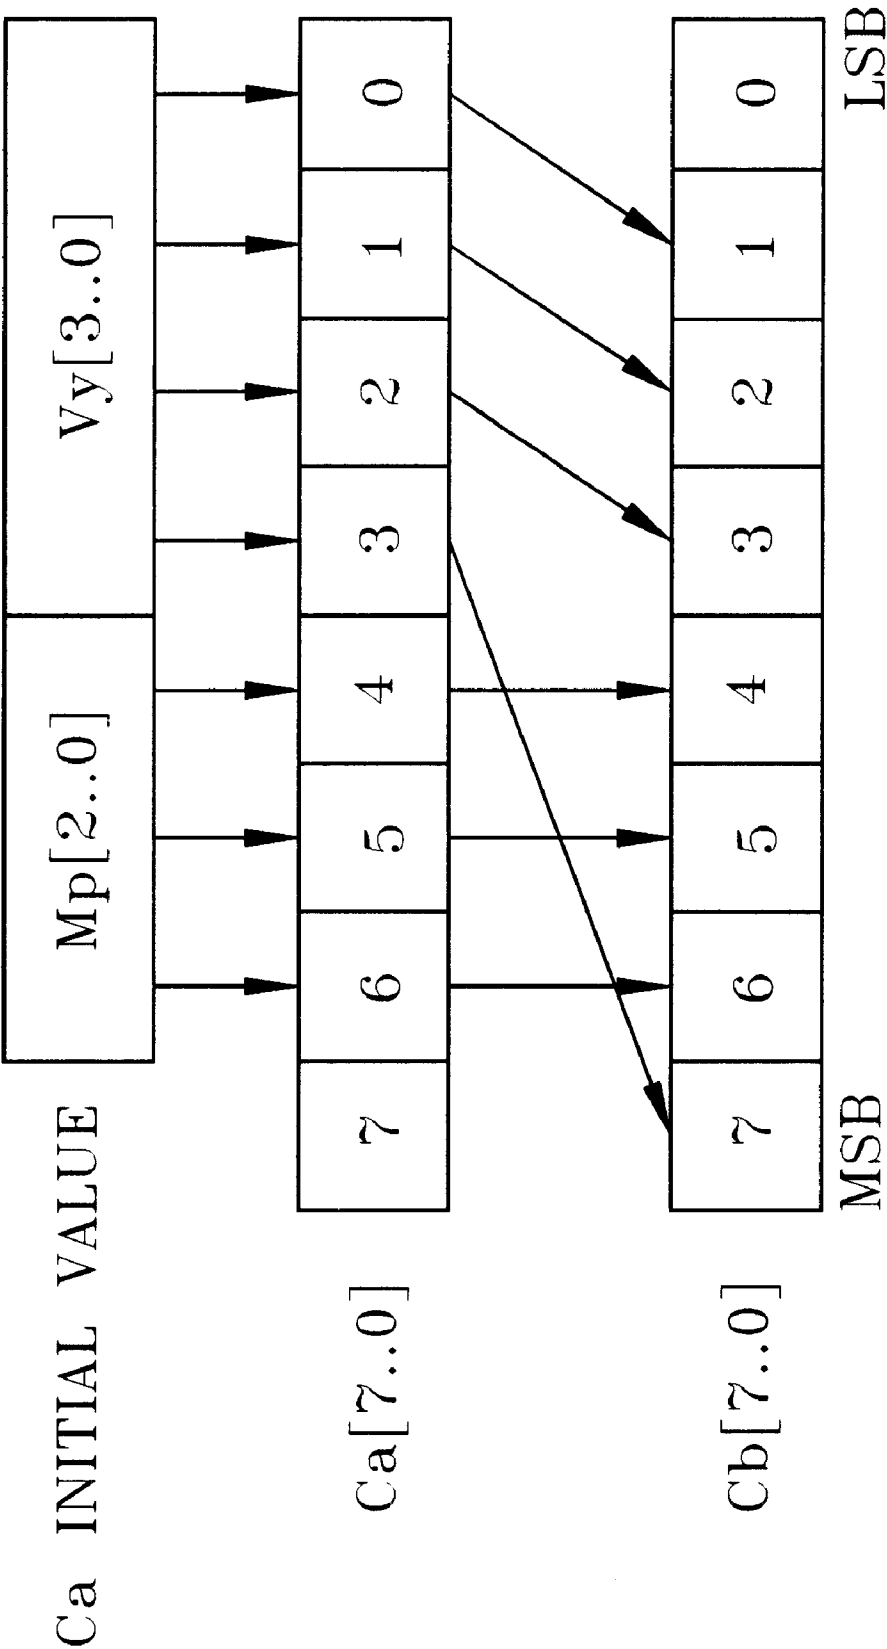 Ca INITIAL VALUE Mp[2..0] Vy[3..0]
Ca[7..0] 7 6 5 4 3 2 1 0
Cb[7..0] 7 6 5 4 3 2 1 0
MSB LSB